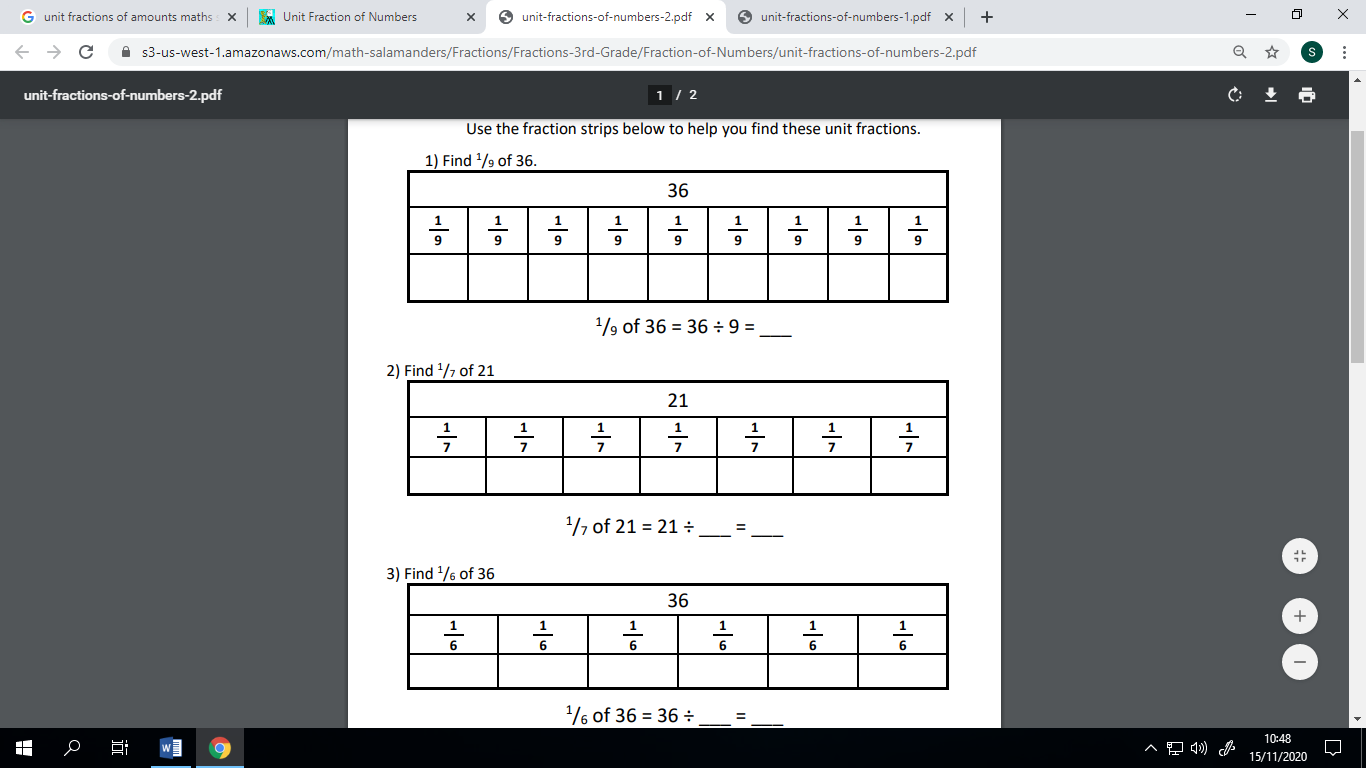 unit fractions of amounts maths
Unit Fraction of Numbers
unit-fractions-of-numbers-2.pdf
unit-fractions-of-numbers-1.pdf
s3-us-west-1.amazonaws.com/math-salamanders/Fractions/Fractions-3rd-Grade/Fraction-of-Numbers/unit-fractions-of-numbers-2.pdf
S
unit-fractions-of-numbers-2.pdf
1 / 2
Use the fraction strips below to help you find these unit fractions.
1) Find 1/9 of 36.
36
1/9 1/9 1/9 1/9 1/9 1/9 1/9 1/9 1/9
1/9 of 36 = 36 ÷ 9 = ___
2) Find 1/7 of 21
21
1/7 1/7 1/7 1/7 1/7 1/7 1/7
1/7 of 21 = 21 ÷ ___ = ___
3) Find 1/6 of 36
36
1/6 1/6 1/6 1/6 1/6 1/6
1/6 of 36 = 36 ÷ ___ = ___
W
10:48
15/11/2020